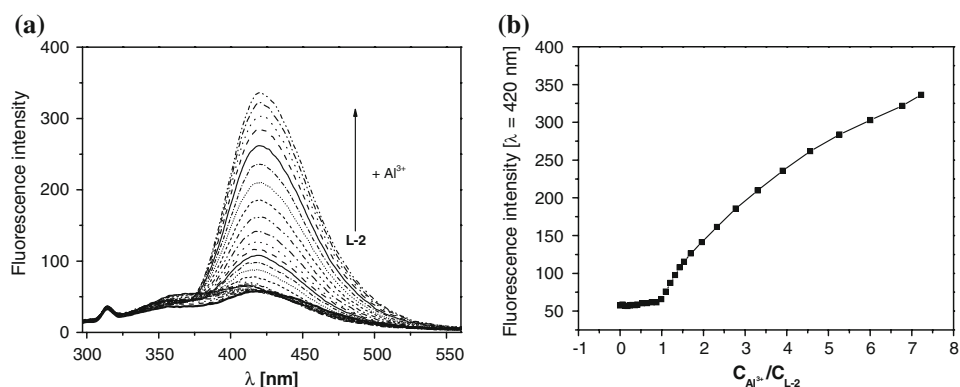 (a)
Fluorescence intensity
400
300
200
100
0
300 350 400 450 500 550
λ [nm]
+ Al³⁺
L-2
(b)
Fluorescence intensity [λ = 420 nm]
400
350
300
250
200
150
100
50
-1 0 1 2 3 4 5 6 7 8
C_Al³⁺/C_L-2